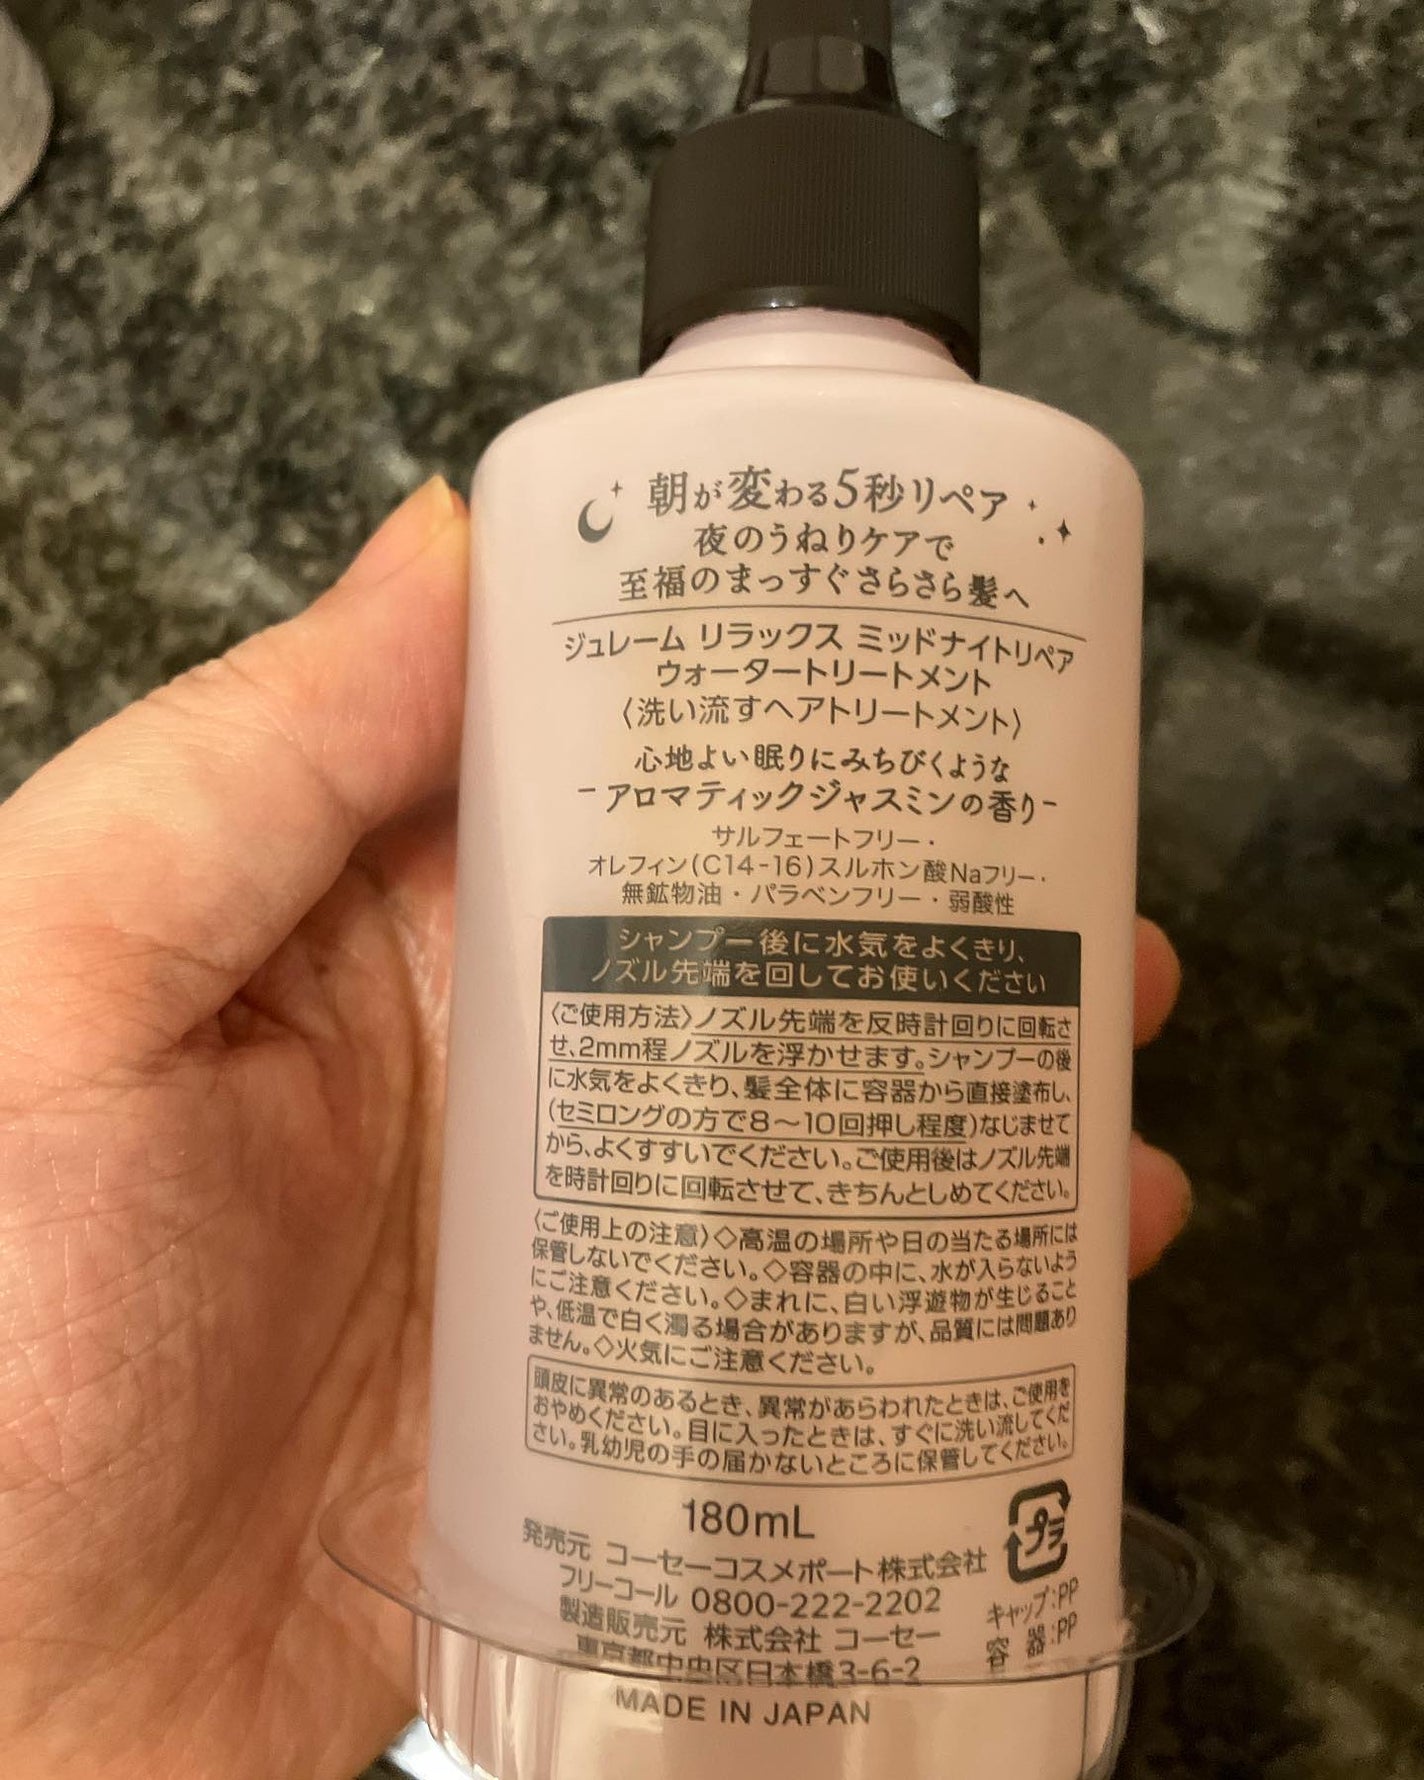 朝が変わる5秒リペア
夜のうねりケアで
至福のまっすぐさらさら髪へ
ジュレーム リラックス ミッドナイトリペア
ウォータートリートメント
〈洗い流すヘアトリートメント〉
心地よい眠りにみちびくような
-アロマティックジャスミンの香り-
サルフェートフリー・
オレフィン(C14-16)スルホン酸Naフリー・
無鉱物油・パラベンフリー・弱酸性
シャンプー後に水気をよくきり、
ノズル先端を回してお使いください
〈ご使用方法〉ノズル先端を反時計回りに回転さ
せ、2mm程ノズルを浮かせます。シャンプーの後
に水気をよくきり、髪全体に容器から直接塗布し、
(セミロングの方で8〜10回押し程度)なじませて
から、よくすすいでください。ご使用後はノズル先端
を時計回りに回転させて、きちんとしめてください。
〈ご使用上の注意〉◇高温の場所や日の当たる場所には
保管しないでください。◇容器の中に、水が入らないよう
にご注意ください。◇まれに、白い浮遊物が生じること
や、低温で白く濁る場合がありますが、品質には問題あり
ません。◇火気にご注意ください。
頭皮に異常のあるとき、異常があらわれたときは、ご使用を
おやめください。目に入ったときは、すぐに洗い流してくだ
さい。乳幼児の手の届かないところに保管してください。
180mL
プラ
発売元 コーセーコスメポート株式会社
フリーコール 0800-222-2202
キャップ:PP
製造販売元 株式会社 コーセー
容器:PP
東京都中央区日本橋3-6-2
MADE IN JAPAN